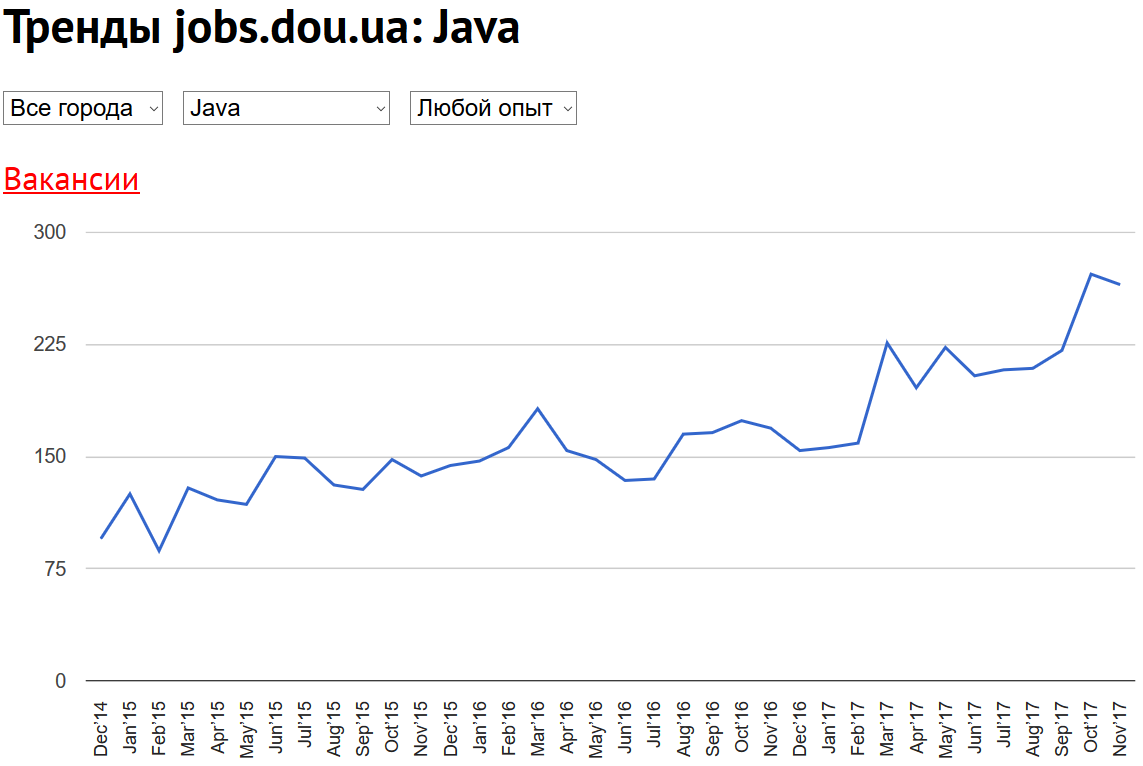 Тренды jobs.dou.ua: Java
Все города Java Любой опыт
Вакансии
300
225
150
75
0
Dec’14 Jan’15 Feb’15 Mar’15 Apr’15 May’15 Jun’15 Jul’15 Aug’15 Sep’15 Oct’15 Nov’15 Dec’15 Jan’16 Feb’16 Mar’16 Apr’16 May’16 Jun’16 Jul’16 Aug’16 Sep’16 Oct’16 Nov’16 Dec’16 Jan’17 Feb’17 Mar’17 Apr’17 May’17 Jun’17 Jul’17 Aug’17 Sep’17 Oct’17 Nov’17